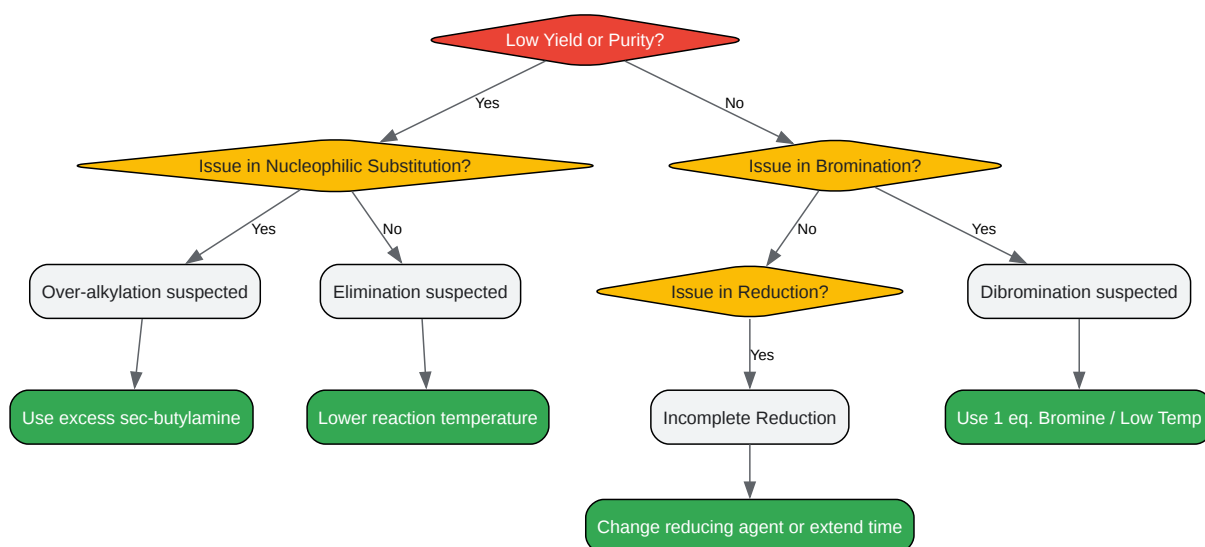 Low Yield or Purity?
Yes
No
Issue in Nucleophilic Substitution?
Issue in Bromination?
Yes
No
No
Yes
Over-alkylation suspected
Elimination suspected
Issue in Reduction?
Dibromination suspected
Yes
Use excess sec-butylamine
Lower reaction temperature
Incomplete Reduction
Use 1 eq. Bromine / Low Temp
Change reducing agent or extend time